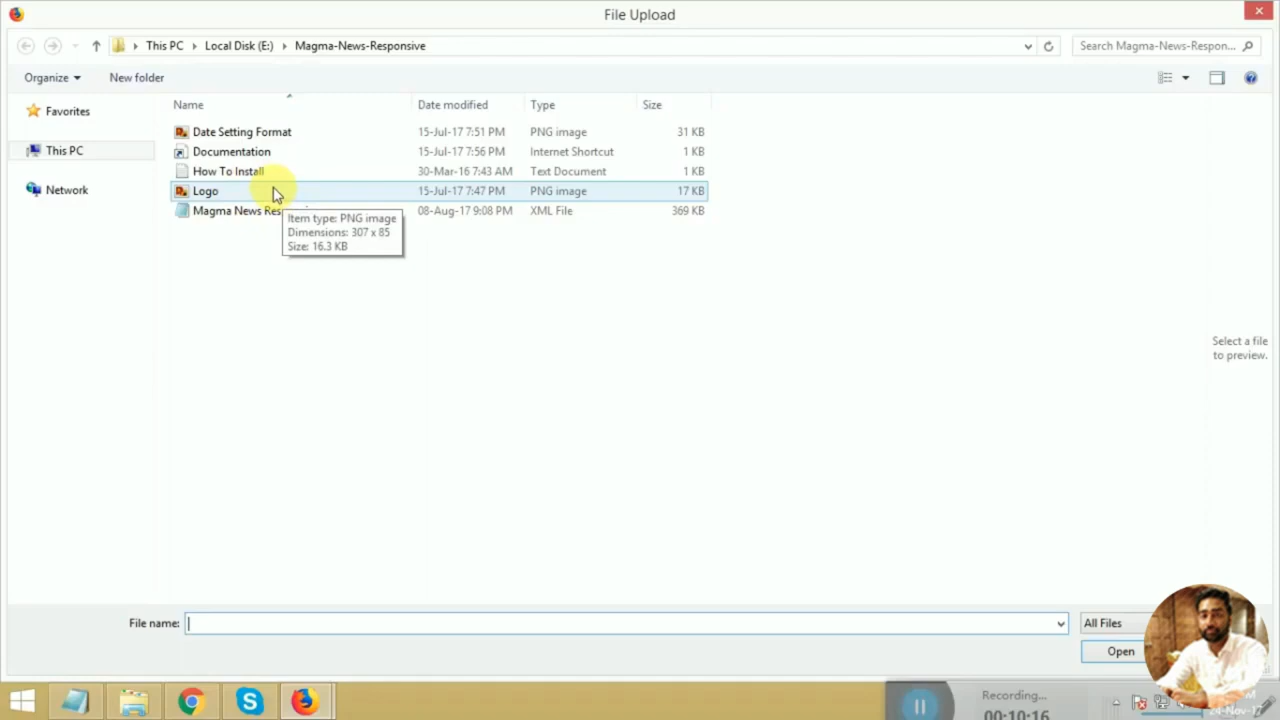 File Upload
This PC Local Disk (E:) Magma-News-Responsive
Search Magma-News-Respon...
Organize New folder
Favorites
This PC
Network
Name Date modified Type Size
Date Setting Format 15-Jul-17 7:51 PM PNG image 31 KB
Documentation 15-Jul-17 7:56 PM Internet Shortcut 1 KB
How To Install 30-Mar-16 7:43 AM Text Document 1 KB
Logo 15-Jul-17 7:47 PM PNG image 17 KB
Magma News 08-Aug-17 9:08 PM XML File 369 KB
Item type: PNG image
Dimensions: 307 x 85
Size: 16.3 KB
Select a file
to preview.
File name:
All Files
Open
Recording...
00:10:16
24-Nov-17